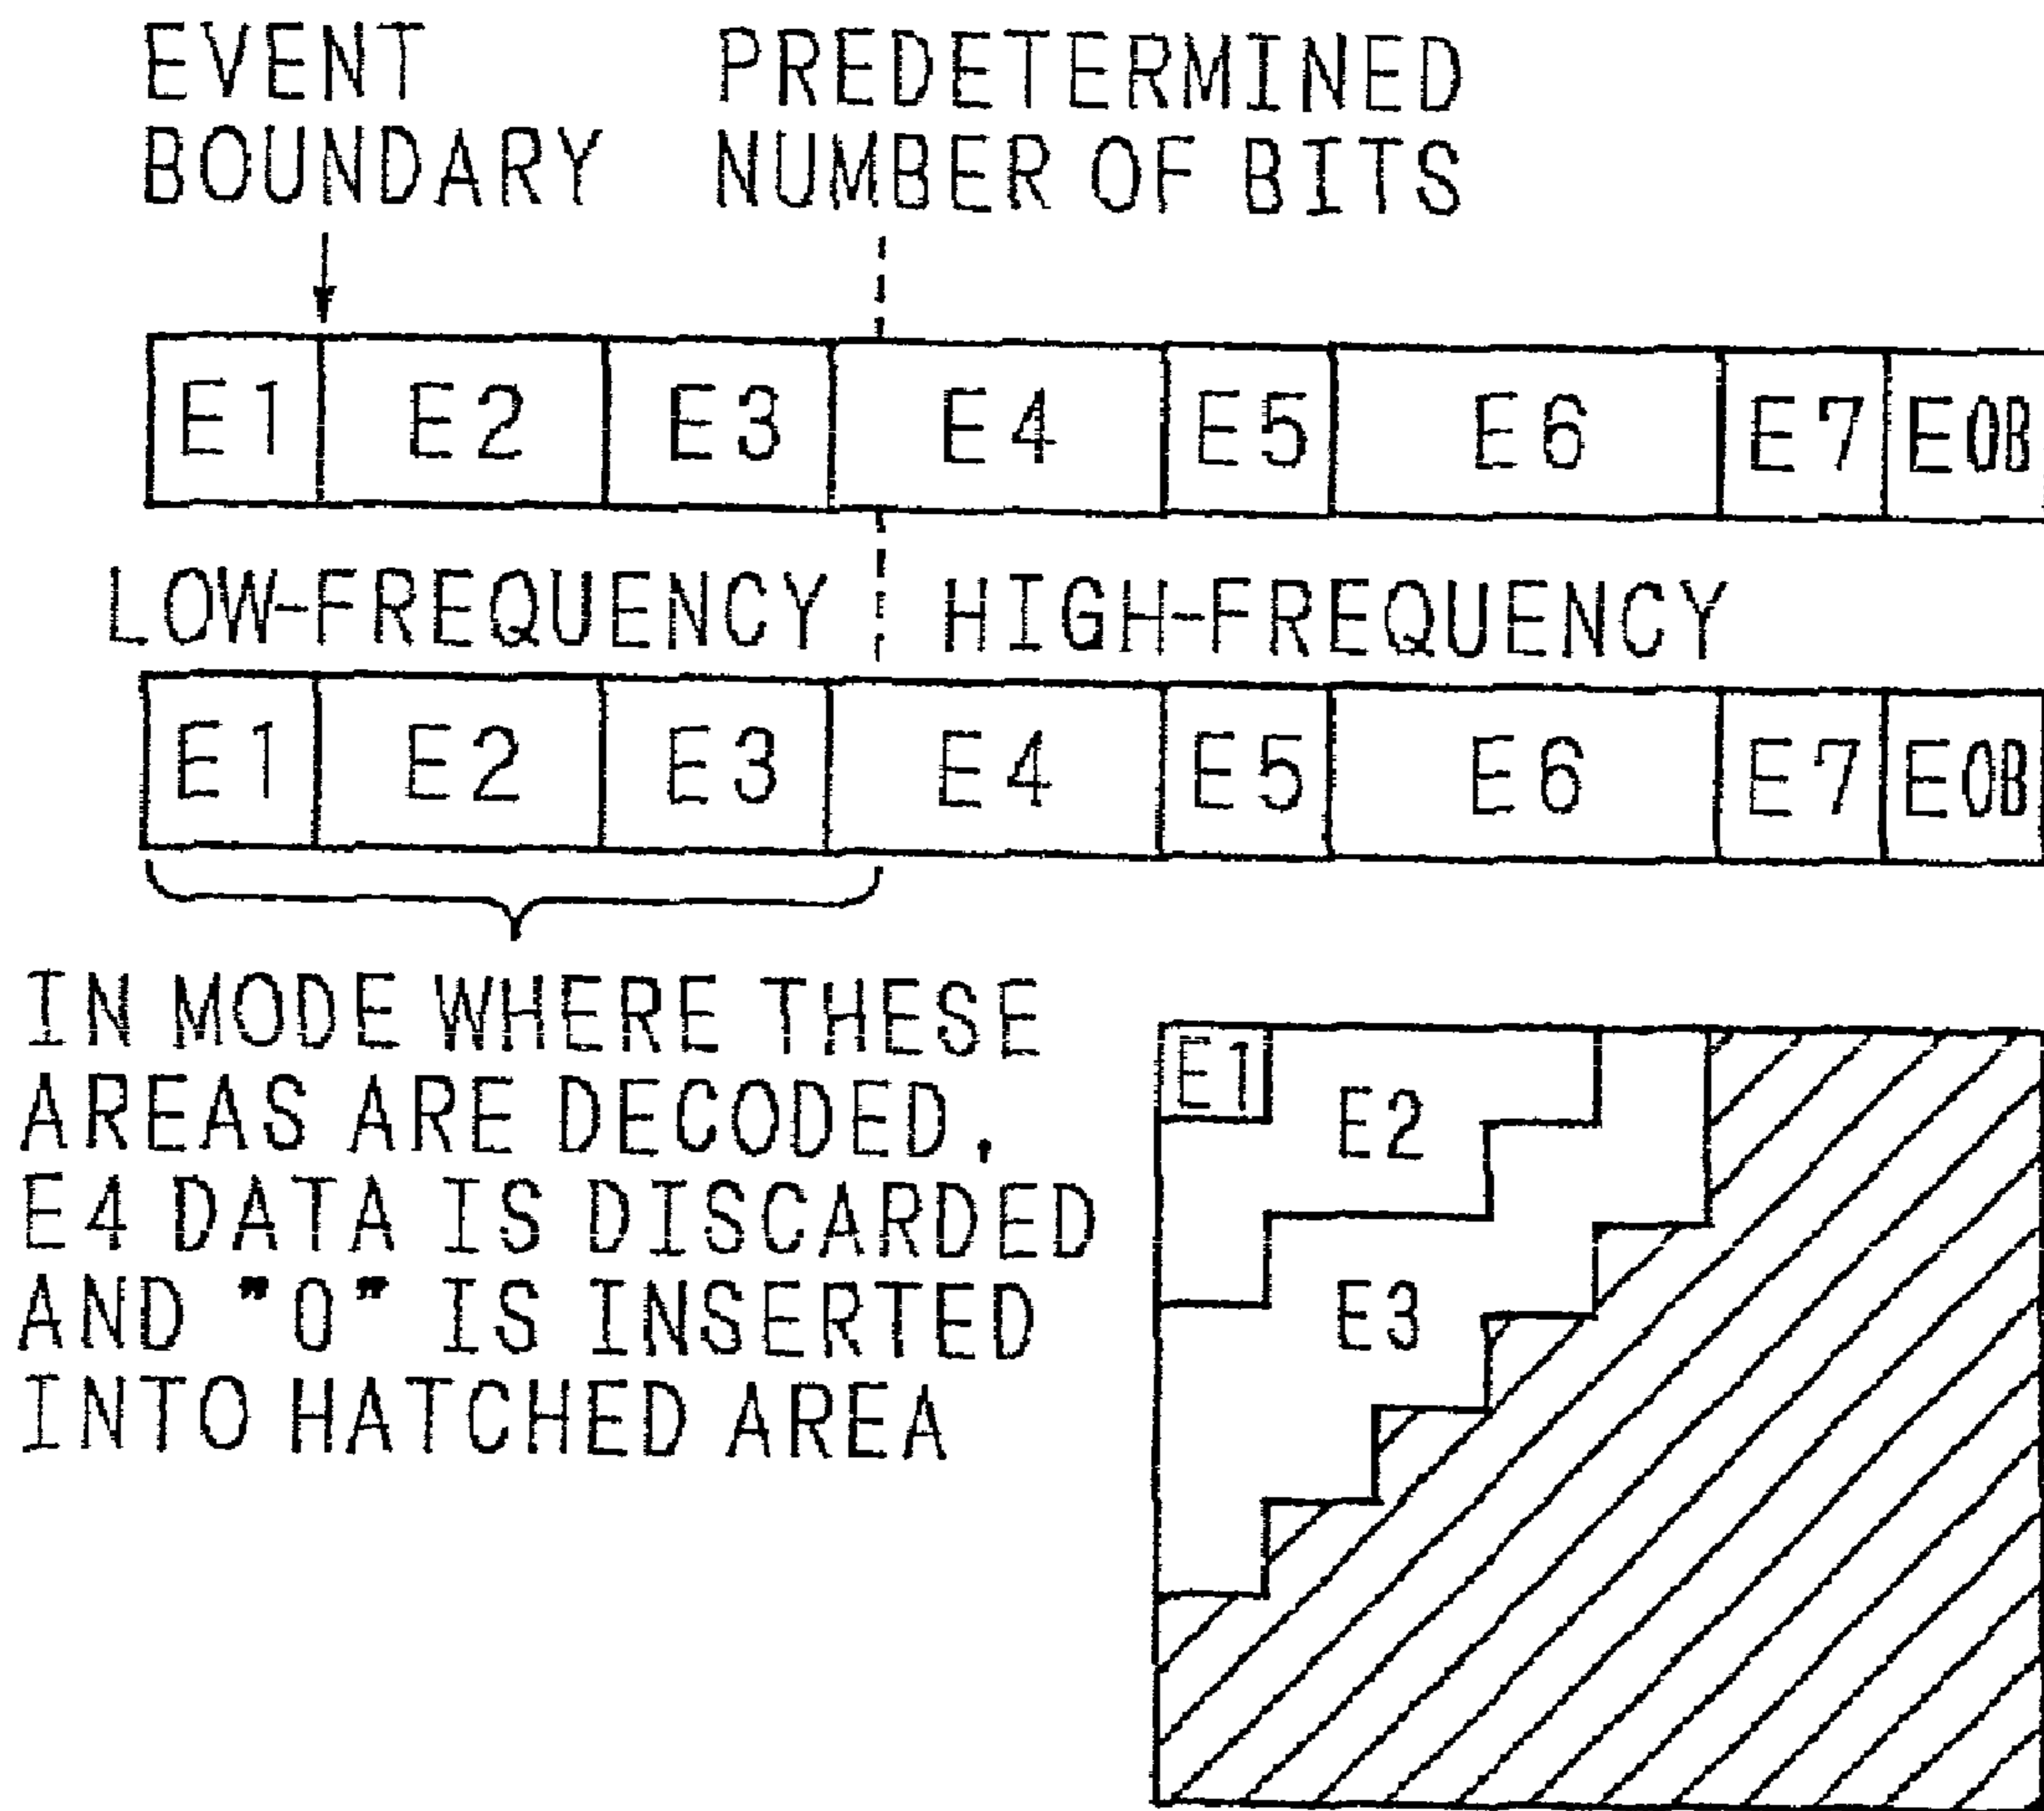 EVENT
BOUNDARY
PREDETERMINED
NUMBER OF BITS
E1 E2 E3 E4 E5 E6 E7 EOB
LOW-FREQUENCY HIGH-FREQUENCY
E1 E2 E3 E4 E5 E6 E7 EOB
IN MODE WHERE THESE
AREAS ARE DECODED,
E4 DATA IS DISCARDED
AND "0" IS INSERTED
INTO HATCHED AREA
E1
E2
E3